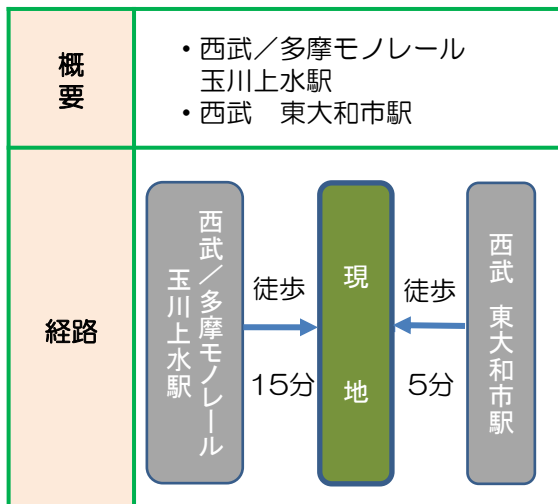 概要
・西武／多摩モノレール
玉川上水駅
・西武　東大和市駅
経路
西武／多摩モノレール
玉川上水駅
徒歩
15分
現地
徒歩
5分
西武　東大和市駅